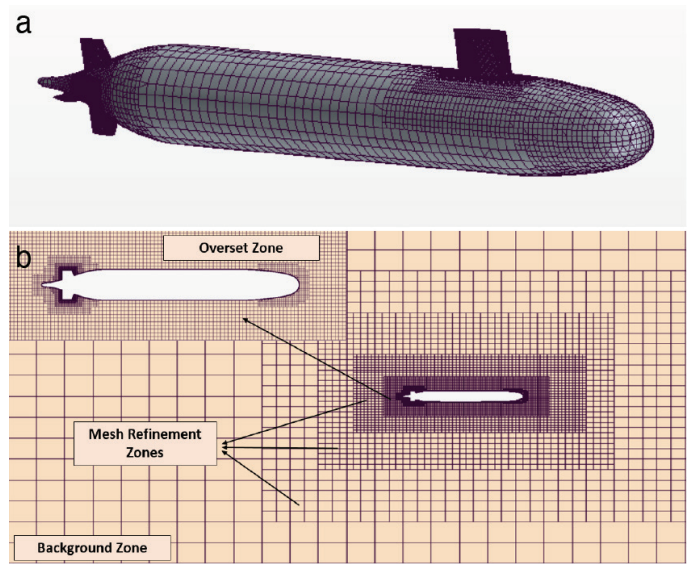 a
b
Overset Zone
Mesh Refinement
Zones
Background Zone